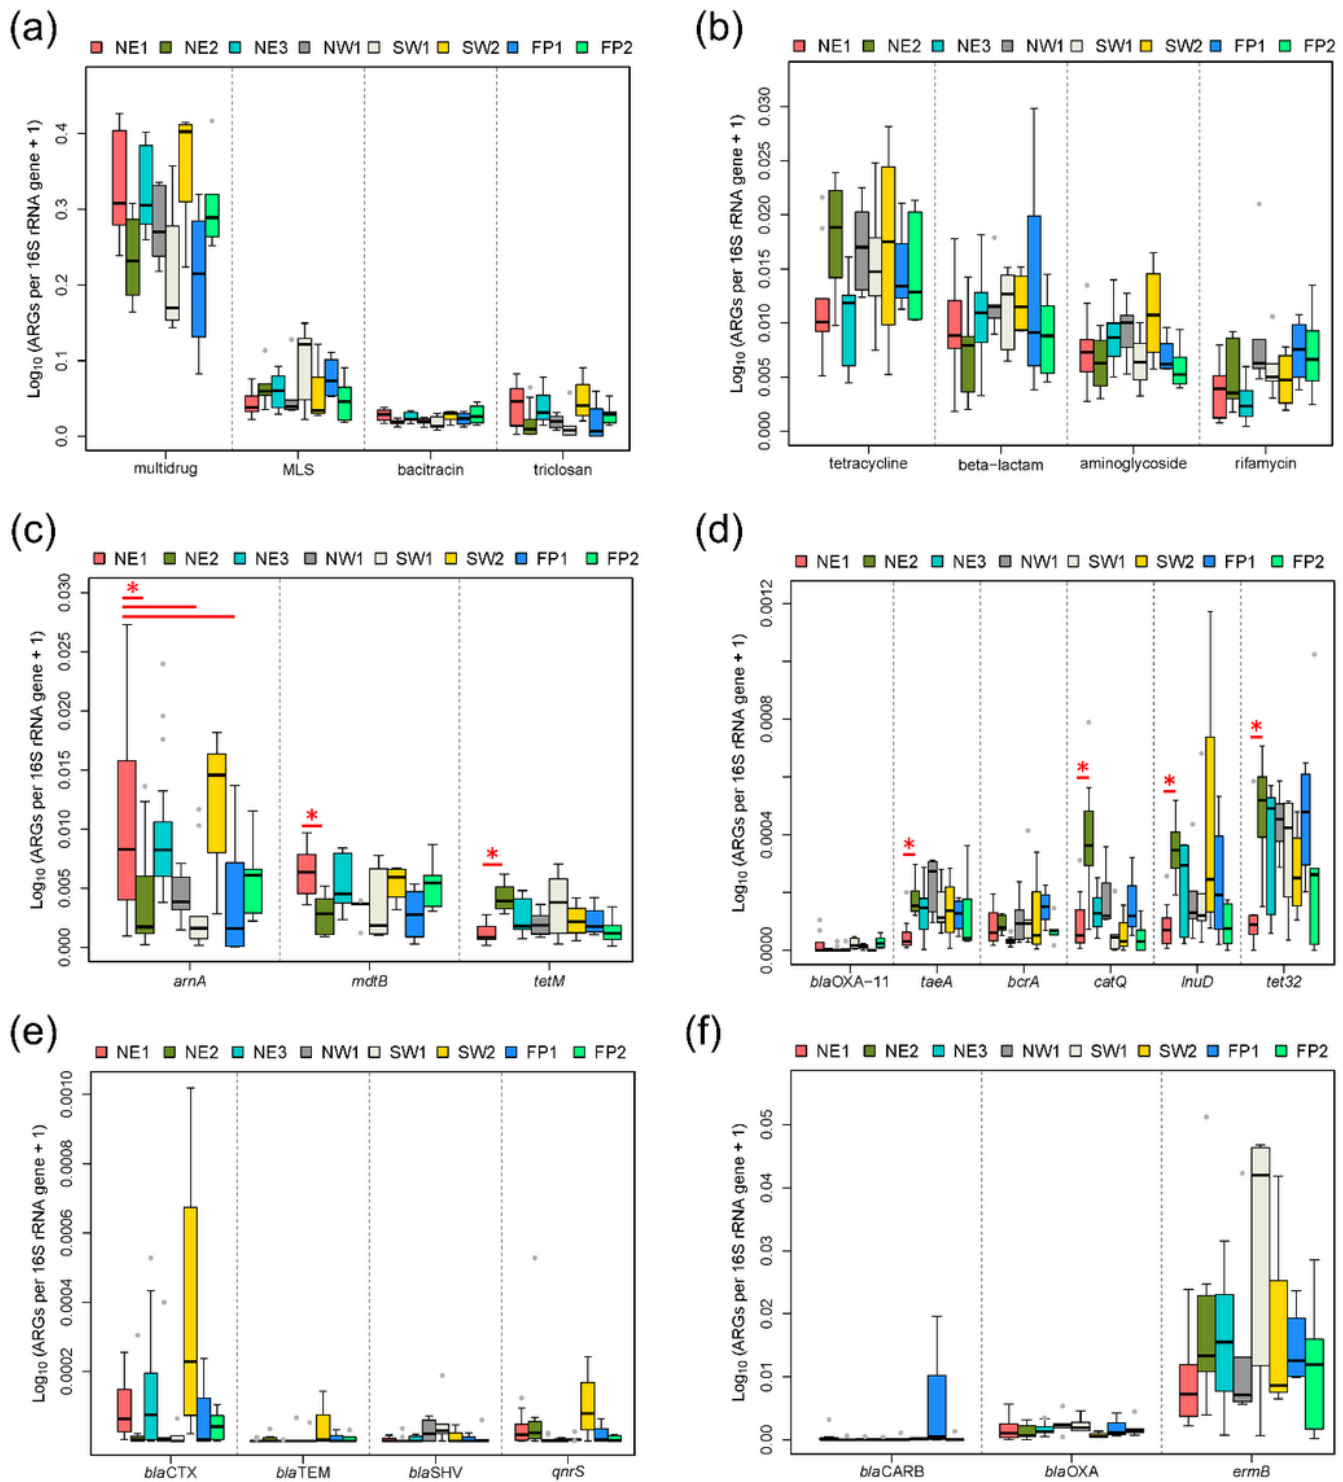 (a)
NE1 NE2 NE3 NW1 SW1 SW2 FP1 FP2
Log10 (ARGs per 16S rRNA gene + 1)
0.4
0.3
0.2
0.1
0.0
multidrug MLS bacitracin triclosan
(b)
NE1 NE2 NE3 NW1 SW1 SW2 FP1 FP2
Log10 (ARGs per 16S rRNA gene + 1)
0.030
0.025
0.020
0.015
0.010
0.005
0.000
tetracycline beta-lactam aminoglycoside rifamycin
(c)
NE1 NE2 NE3 NW1 SW1 SW2 FP1 FP2
Log10 (ARGs per 16S rRNA gene + 1)
0.030
0.025
0.020
0.015
0.010
0.005
0.000
*
*
*
arnA mdtB tetM
(d)
NE1 NE2 NE3 NW1 SW1 SW2 FP1 FP2
Log10 (ARGs per 16S rRNA gene + 1)
0.0012
0.0008
0.0004
0.0000
*
*
*
*
blaOXA-11 taeA bcrA catQ lnuD tet32
(e)
NE1 NE2 NE3 NW1 SW1 SW2 FP1 FP2
Log10 (ARGs per 16S rRNA gene + 1)
0.0010
0.0008
0.0006
0.0004
0.0002
blaCTX blaTEM blaSHV qnrS
(f)
NE1 NE2 NE3 NW1 SW1 SW2 FP1 FP2
Log10 (ARGs per 16S rRNA gene + 1)
0.05
0.04
0.03
0.02
0.01
0.00
blaCARB blaOXA ermB